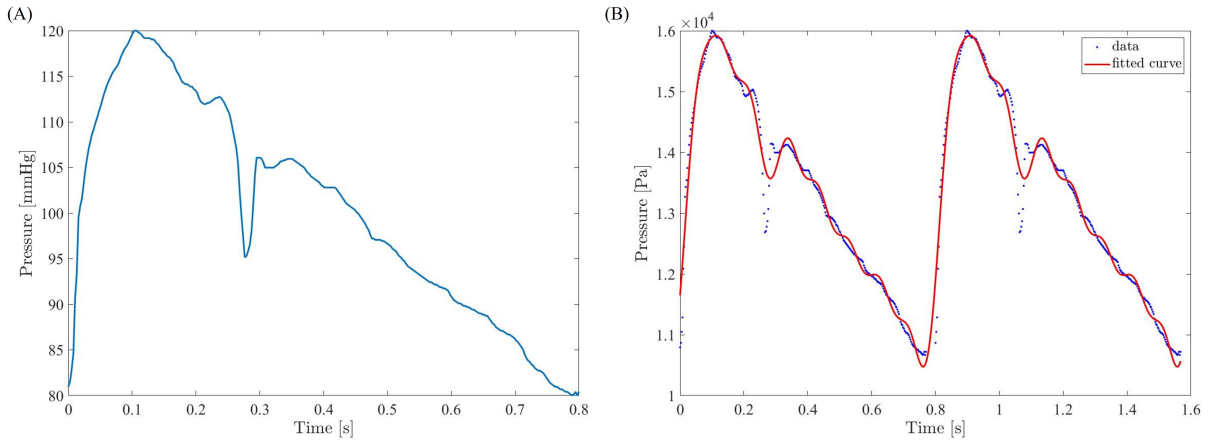 (A)
120
115
110
105
100
95
90
85
80
Pressure [mmHg]
0 0.1 0.2 0.3 0.4 0.5 0.6 0.7 0.8
Time [s]
(B)
×10⁴
1.6
1.5
1.4
1.3
1.2
1.1
1
Pressure [Pa]
data
fitted curve
0 0.2 0.4 0.6 0.8 1 1.2 1.4 1.6
Time [s]